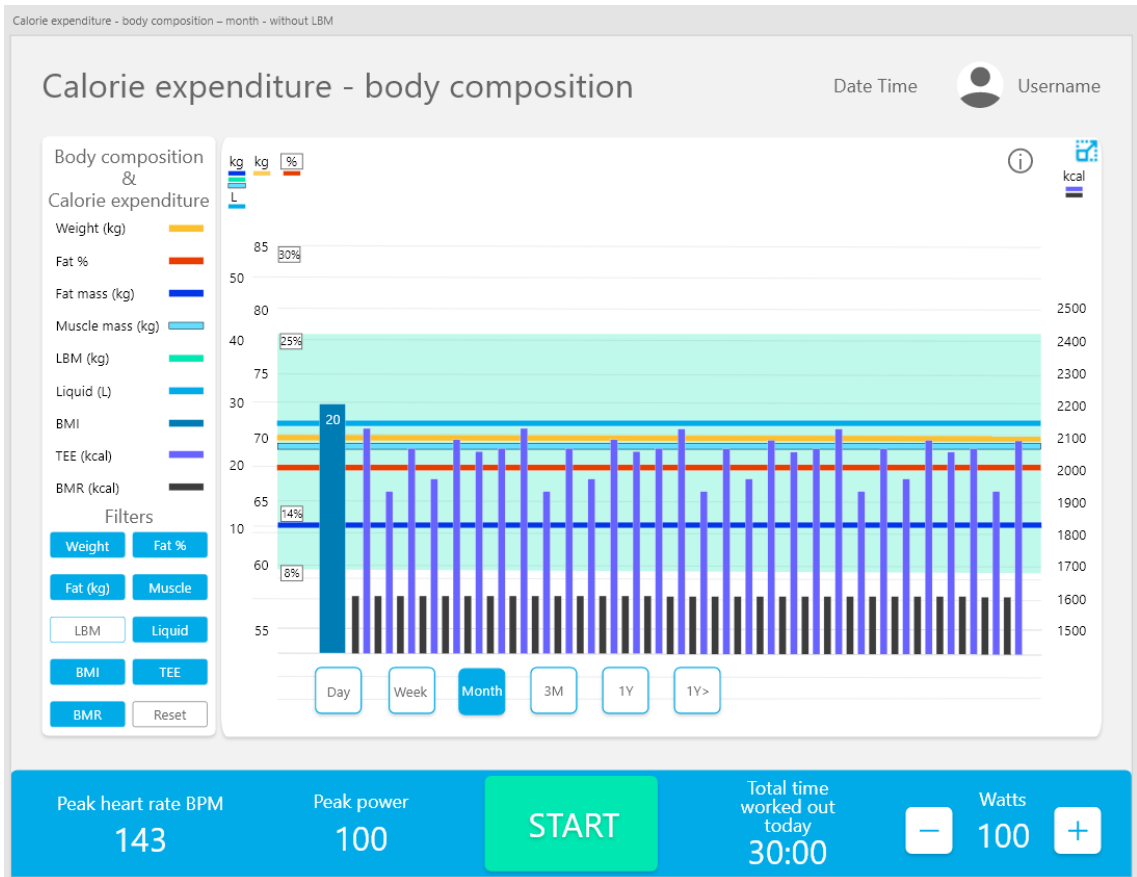 Calorie expenditure - body composition – month - without LBM
Calorie expenditure - body composition
Date Time
Username
Body composition
&
Calorie expenditure
Weight (kg)
Fat %
Fat mass (kg)
Muscle mass (kg)
LBM (kg)
Liquid (L)
BMI
TEE (kcal)
BMR (kcal)
Filters
Weight Fat %
Fat (kg) Muscle
LBM Liquid
BMI TEE
BMR Reset
kg kg %
L
i
kcal
85 30%
50
80 2500
40 25% 2400
75 2300
30 2200
20
70 2100
20 2000
65 1900
14%
10 1800
60 8% 1700
1600
55 1500
Day Week Month 3M 1Y 1Y>
Peak heart rate BPM
143
Peak power
100
START
Total time
worked out
today
30:00
Watts
− 100 +